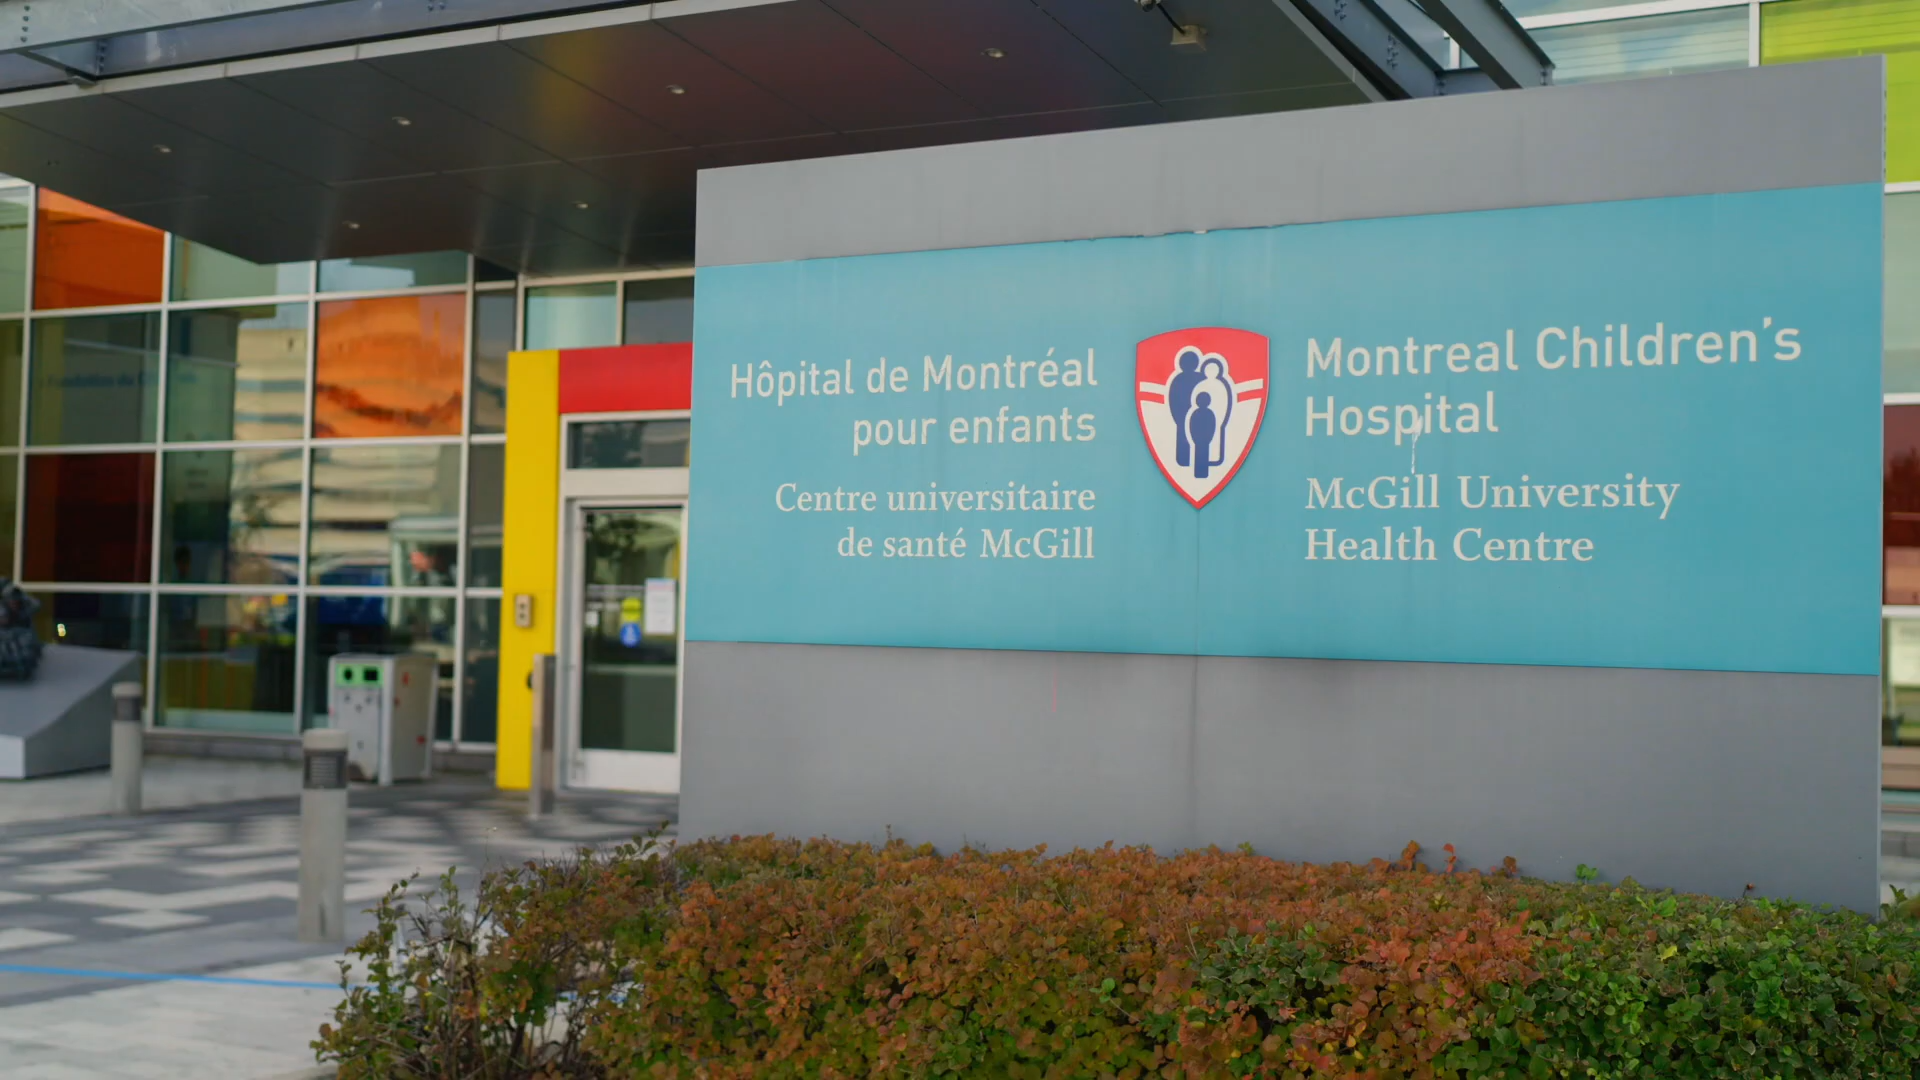 Hôpital de Montréal
pour enfants
Centre universitaire
de santé McGill
Montreal Children's
Hospital
McGill University
Health Centre